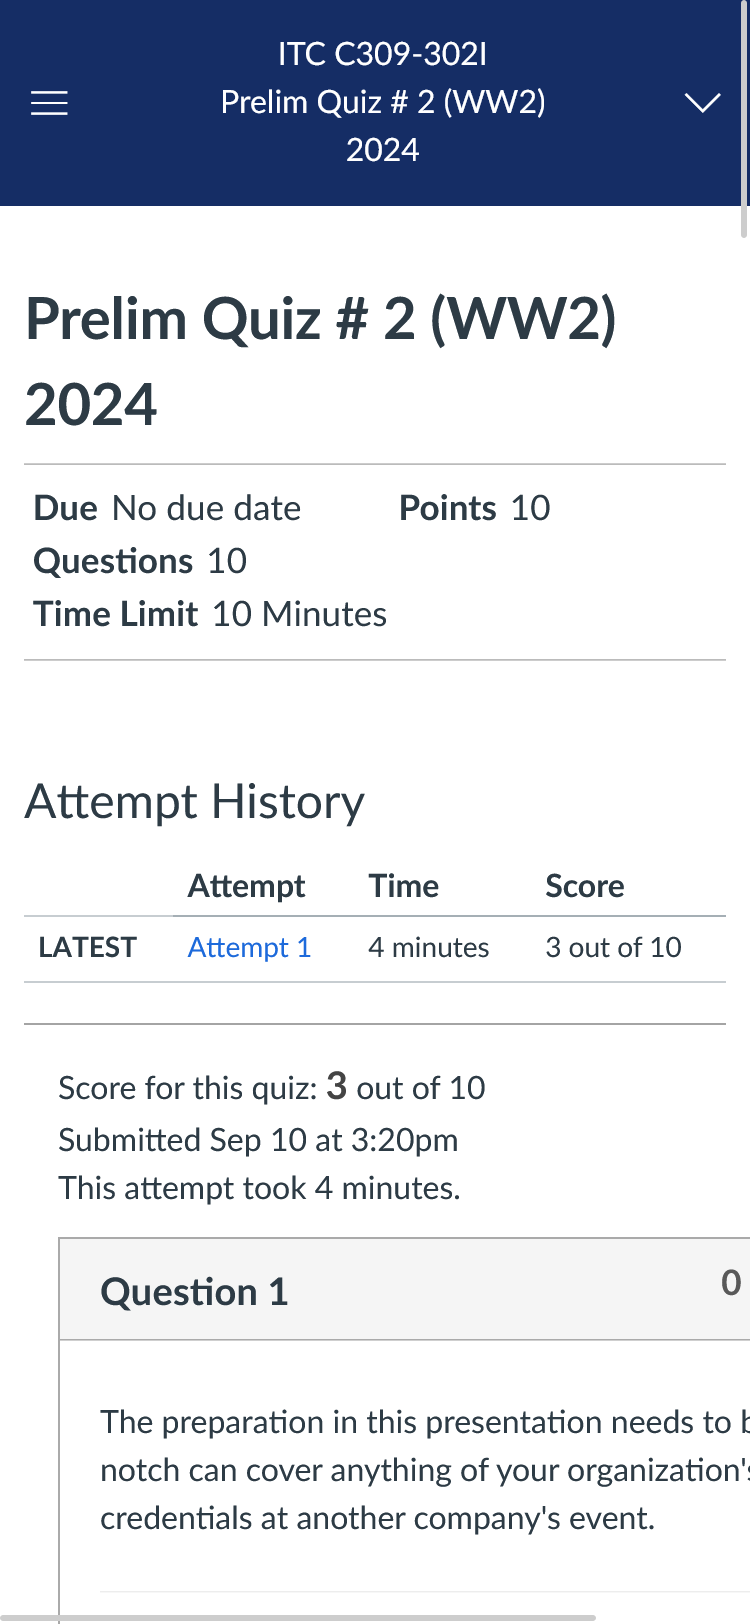 ITC C309-302I
Prelim Quiz # 2 (WW2)
2024
Prelim Quiz # 2 (WW2)
2024
Due No due date Points 10
Questions 10
Time Limit 10 Minutes
Attempt History
Attempt Time Score
LATEST Attempt 1 4 minutes 3 out of 10
Score for this quiz: 3 out of 10
Submitted Sep 10 at 3:20pm
This attempt took 4 minutes.
Question 1 0
The preparation in this presentation needs to
notch can cover anything of your organization's
credentials at another company's event.